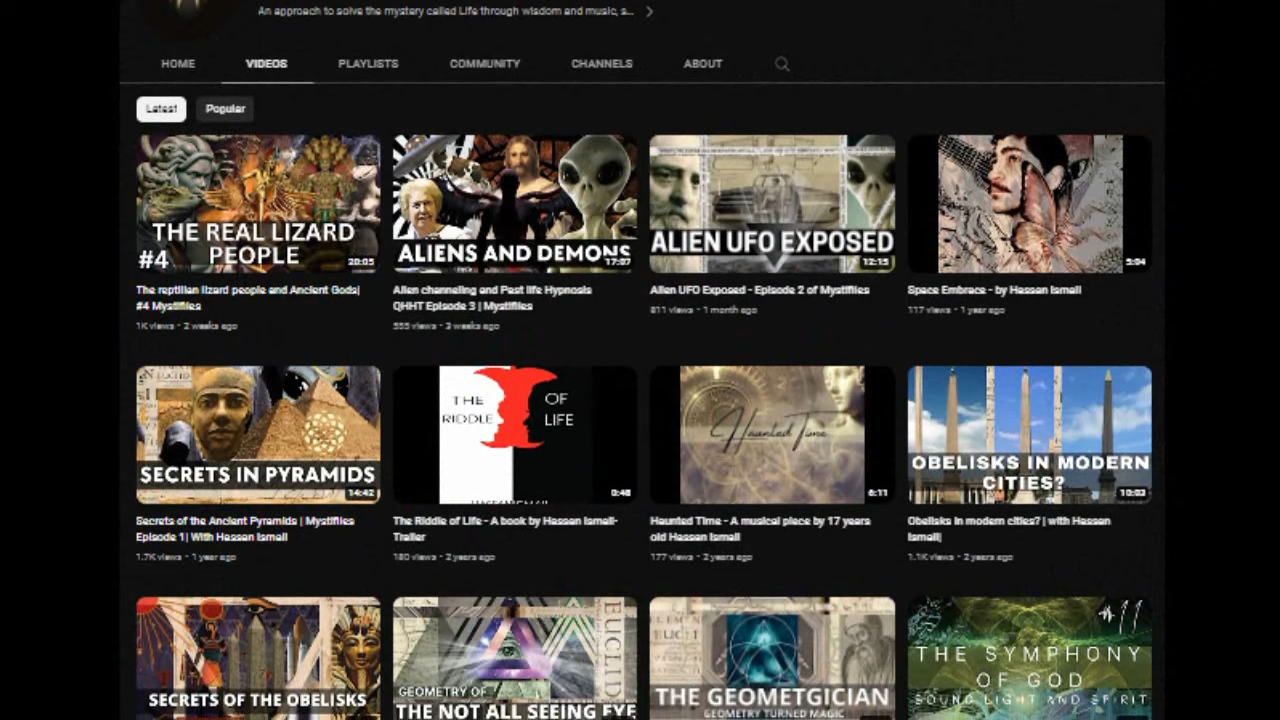 An approach to solve the mystery called Life through wisdom and music, s...
HOME VIDEOS PLAYLISTS COMMUNITY CHANNELS ABOUT
Latest Popular
THE REAL LIZARD
PEOPLE
#4
20:05
The reptilian lizard people and Ancient Gods|
#4 Mystifiles
1K views • 2 weeks ago
ALIENS AND DEMONS
17:07
Alien channeling and Past life Hypnosis
QHHT Episode 3 | Mystifiles
555 views • 3 weeks ago
ALIEN UFO EXPOSED
12:15
Alien UFO Exposed - Episode 2 of Mystifiles
811 views • 1 month ago
5:04
Space Embrace - by Hassan Ismail
117 views • 1 year ago
SECRETS IN PYRAMIDS
14:42
Secrets of the Ancient Pyramids | Mystifiles
Episode 1| With Hassan Ismail
1.7K views • 1 year ago
THE OF
RIDDLE LIFE
0:48
The Riddle of Life - A book by Hassan Ismail-
Trailer
180 views • 2 years ago
Haunted Time
6:11
Haunted Time - A musical piece by 17 years
old Hassan Ismail
177 views • 2 years ago
OBELISKS IN MODERN
CITIES?
10:03
Obelisks in modern cities? | with Hassan
Ismail|
1.1K views • 2 years ago
SECRETS OF THE OBELISKS
EUCLID
GEOMETRY OF
THE NOT ALL SEEING EYE
THE GEOMETGICIAN
GEOMETRY TURNED MAGIC
THE SYMPHONY
OF GOD
SOUND LIGHT AND SPIRIT